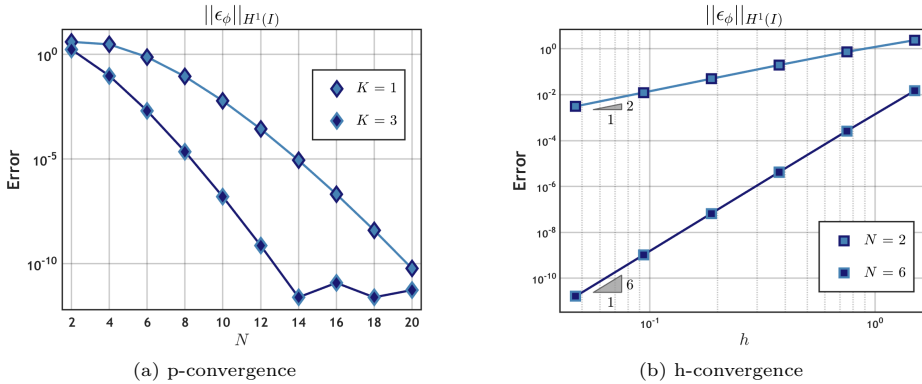 ||ϵ_ϕ||_{H^1(I)}
Error
10^0
10^{-5}
10^{-10}
K = 1
K = 3
2 4 6 8 10 12 14 16 18 20
N
(a) p-convergence
||ϵ_ϕ||_{H^1(I)}
Error
10^0
10^{-2}
10^{-4}
10^{-6}
10^{-8}
10^{-10}
2
1
6
1
N = 2
N = 6
10^{-1} 10^0
h
(b) h-convergence